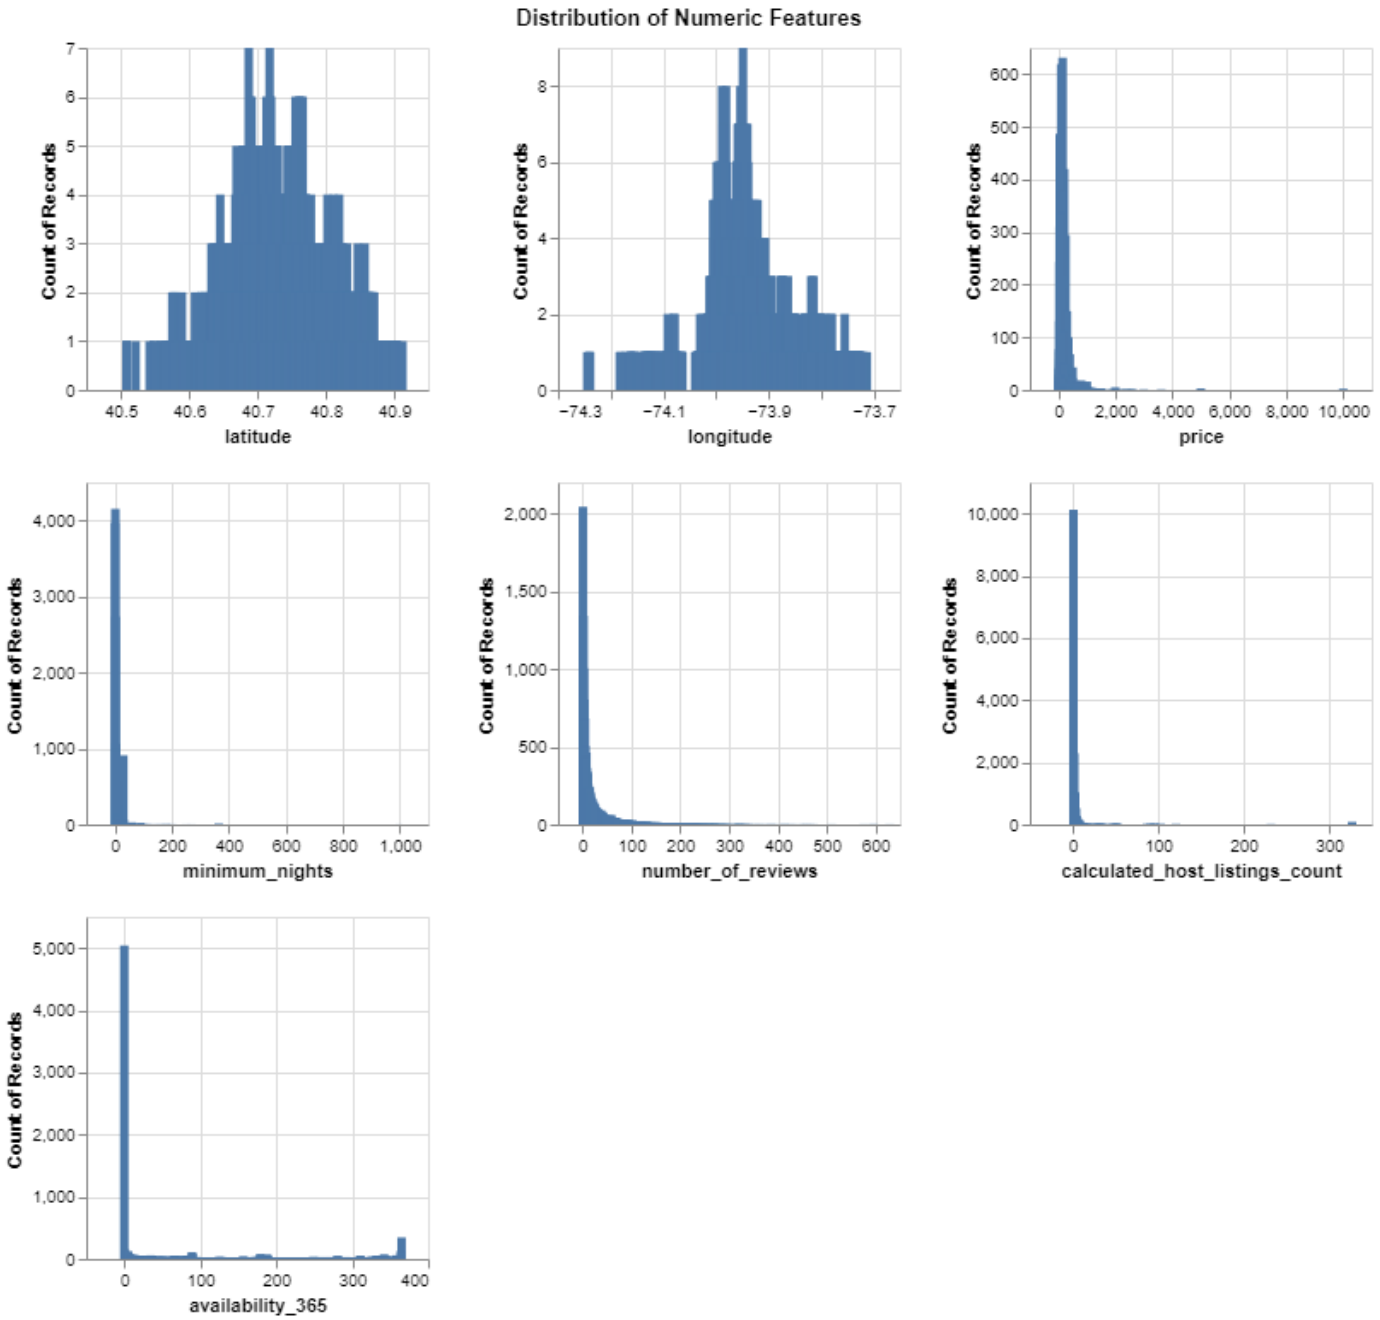 Distribution of Numeric Features
7
6
5
4
3
2
1
0
Count of Records
40.5 40.6 40.7 40.8 40.9
latitude
8
6
4
2
0
Count of Records
−74.3 −74.1 −73.9 −73.7
longitude
600
500
400
300
200
100
0
Count of Records
0 2,000 4,000 6,000 8,000 10,000
price
4,000
3,000
2,000
1,000
0
Count of Records
0 200 400 600 800 1,000
minimum_nights
2,000
1,500
1,000
500
0
Count of Records
0 100 200 300 400 500 600
number_of_reviews
10,000
8,000
6,000
4,000
2,000
0
Count of Records
0 100 200 300
calculated_host_listings_count
5,000
4,000
3,000
2,000
1,000
0
Count of Records
0 100 200 300 400
availability_365